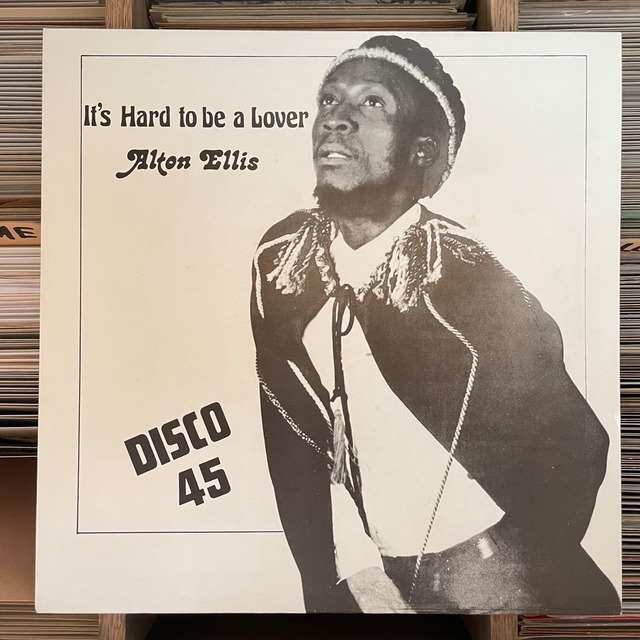 It's Hard to be a Lover
Alton Ellis
DISCO
45